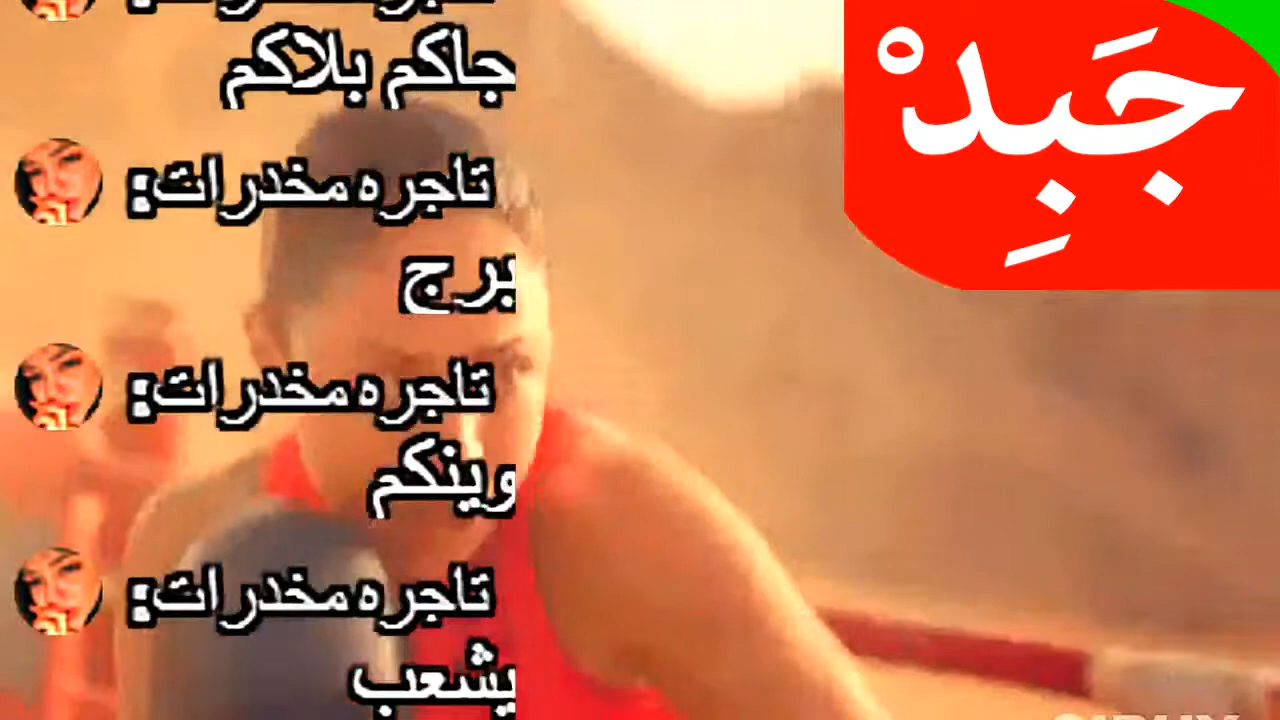 جاكم بلاكم
تاجره مخدرات:
برج
تاجره مخدرات:
وينكم
تاجره مخدرات:
يشعب
جَبِدْ